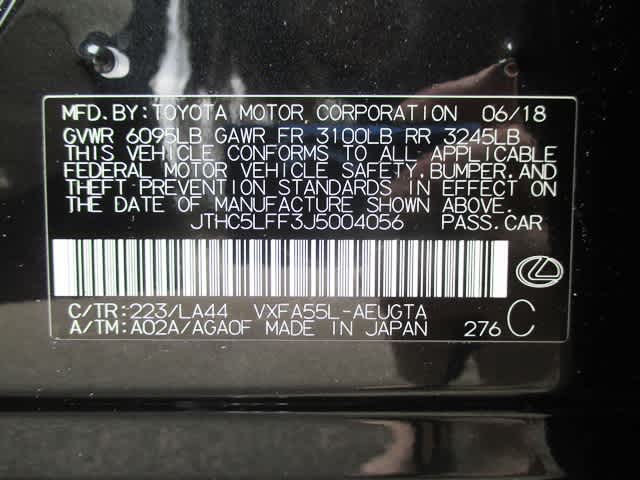 MFD.BY:TOYOTA MOTOR CORPORATION 06/18
GVWR 6095LB GAWR FR 3100LB RR 3245LB
THIS VEHICLE CONFORMS TO ALL APPLICABLE
FEDERAL MOTOR VEHICLE SAFETY,BUMPER,AND
THEFT PREVENTION STANDARDS IN EFFECT ON
THE DATE OF MANUFACTURE SHOWN ABOVE.
JTHC5LFF3J5004056 PASS.CAR
C/TR:223/LA44 VXFA55L-AEUGTA
A/TM:A02A/AGA0F MADE IN JAPAN 276 C